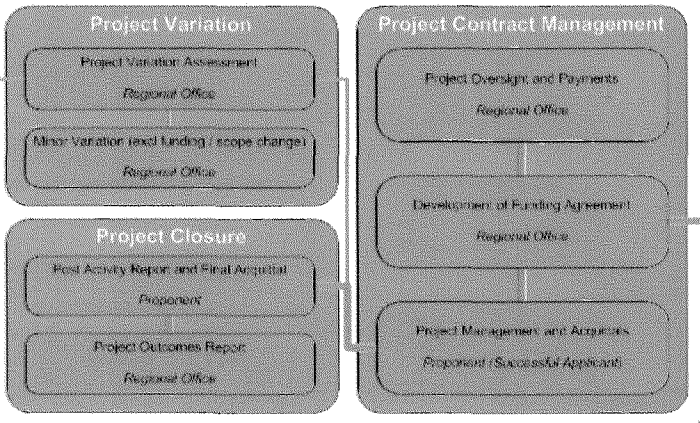 Project Variation
Project Variation Assessment
Regional Office
Minor Variation (excl funding / scope change)
Regional Office
Project Closure
Post Activity Report and Final Acquittal
Proponent
Project Outcomes Report
Regional Office
Project Contract Management
Project Oversight and Payments
Regional Office
Development of Funding Agreement
Regional Office
Project Management and Acquittals
Proponent (Successful Applicant)